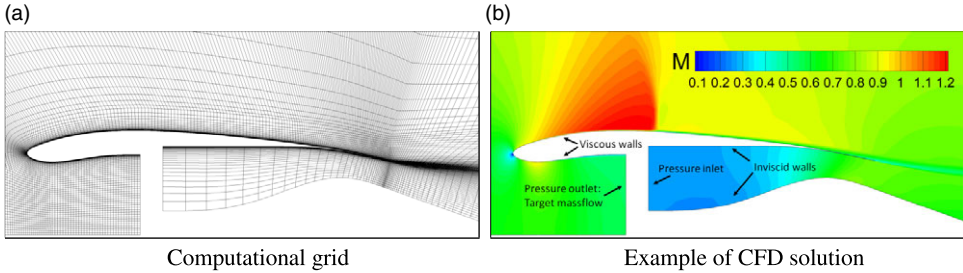 (a)
(b)
M
0.1 0.2 0.3 0.4 0.5 0.6 0.7 0.8 0.9 1 1.1 1.2
Viscous walls
Pressure outlet:
Target massflow
Pressure inlet
Inviscid walls
Computational grid
Example of CFD solution